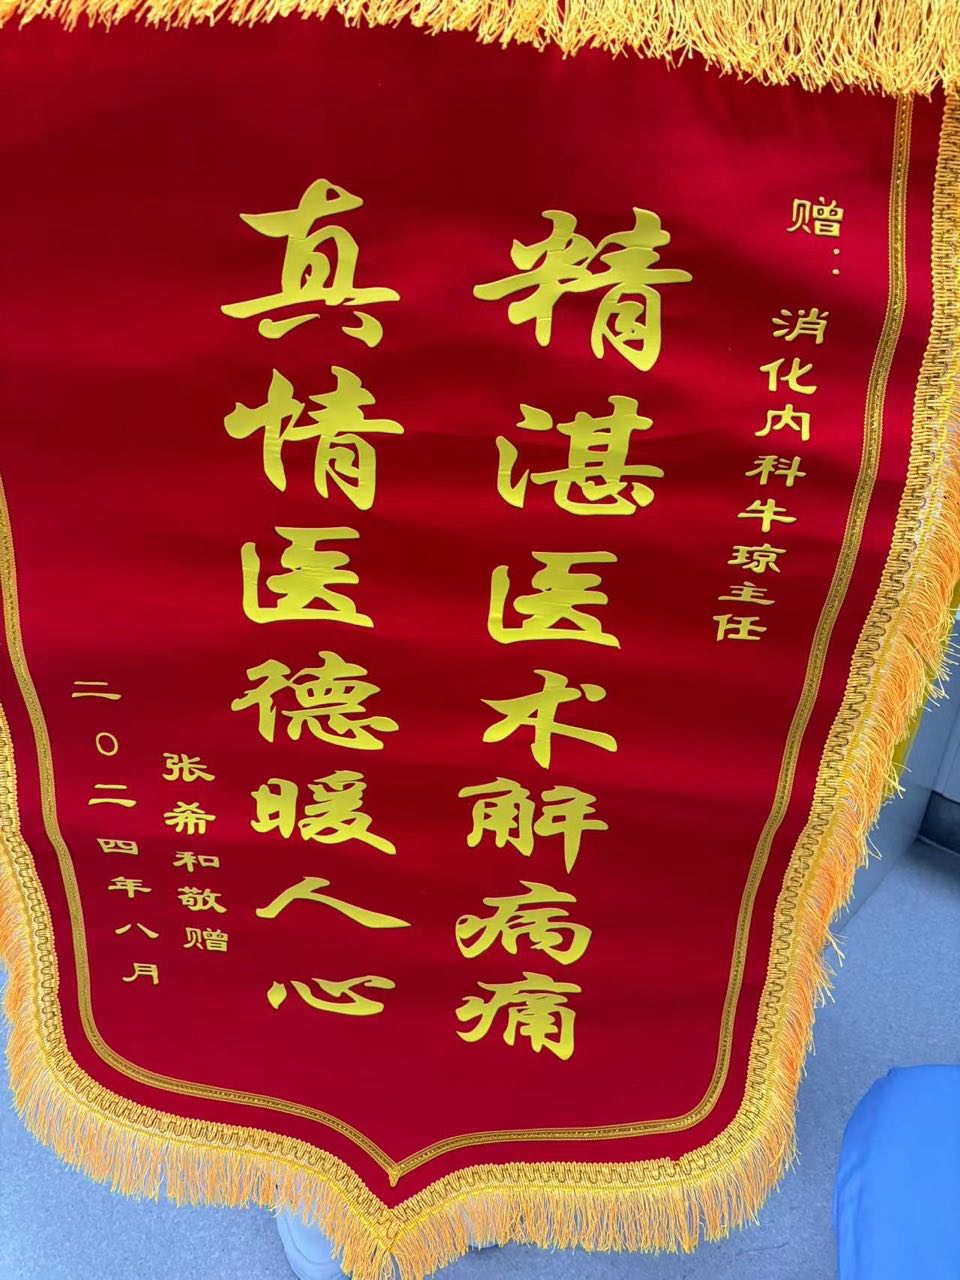 赠：消化内科牛琼主任
精湛医术解病痛
真情医德暖人心
张希和敬赠
二〇二四年八月